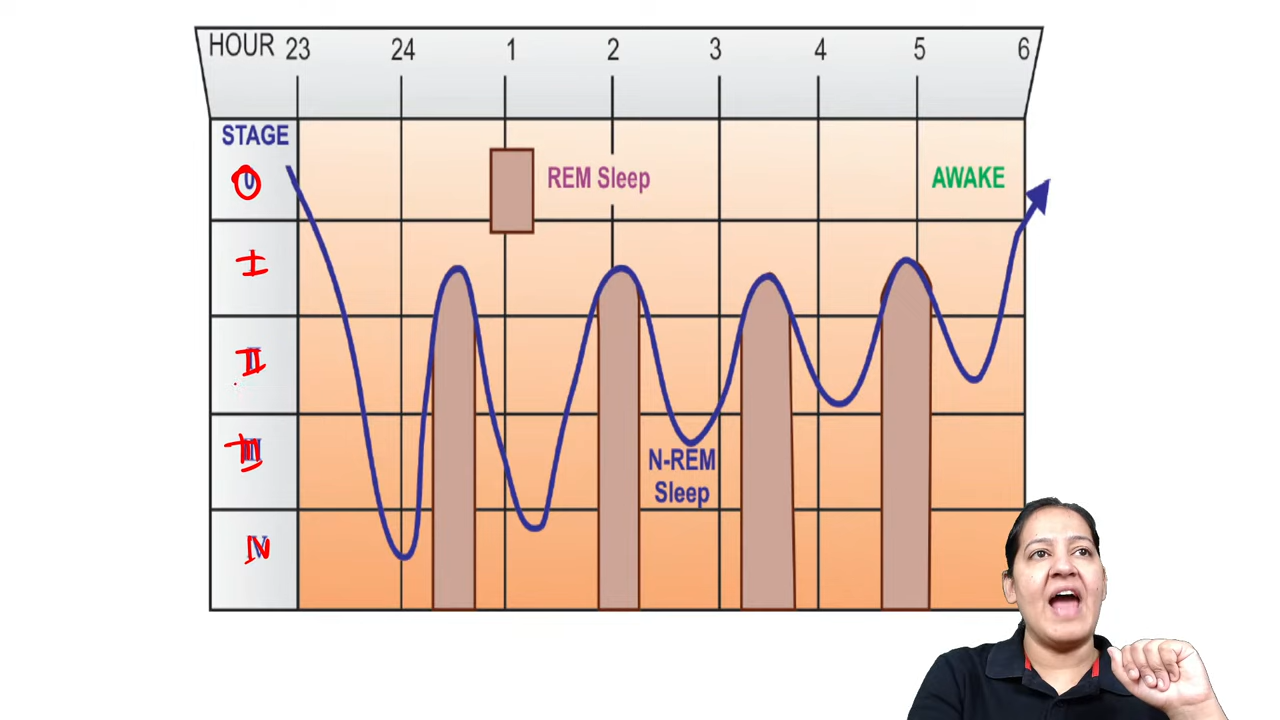 HOUR 23 24 1 2 3 4 5 6
STAGE
0 REM Sleep AWAKE
I
II
III N-REM
Sleep
IV